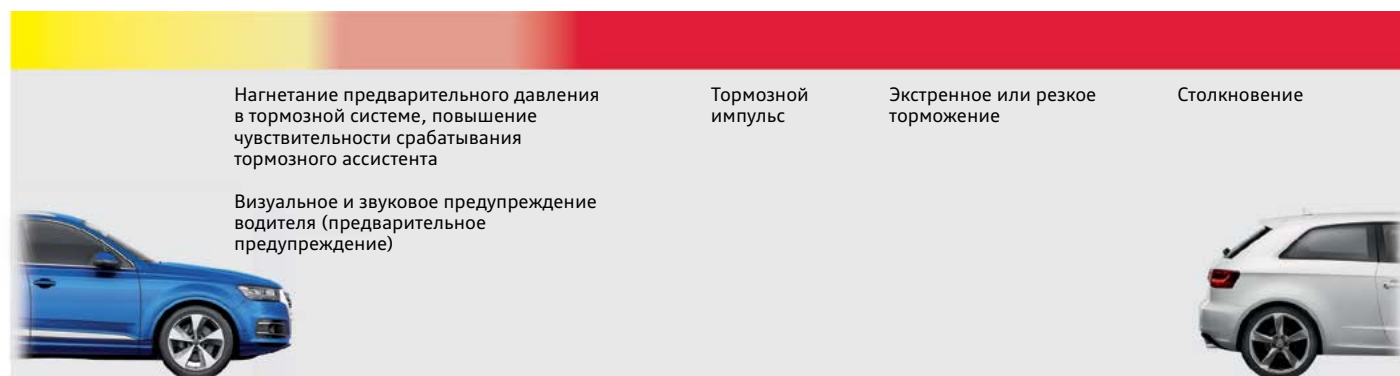 Нагнетание предварительного давления
в тормозной системе, повышение
чувствительности срабатывания
тормозного ассистента
Визуальное и звуковое предупреждение
водителя (предварительное
предупреждение)
Тормозной
импульс
Экстренное или резкое
торможение
Столкновение